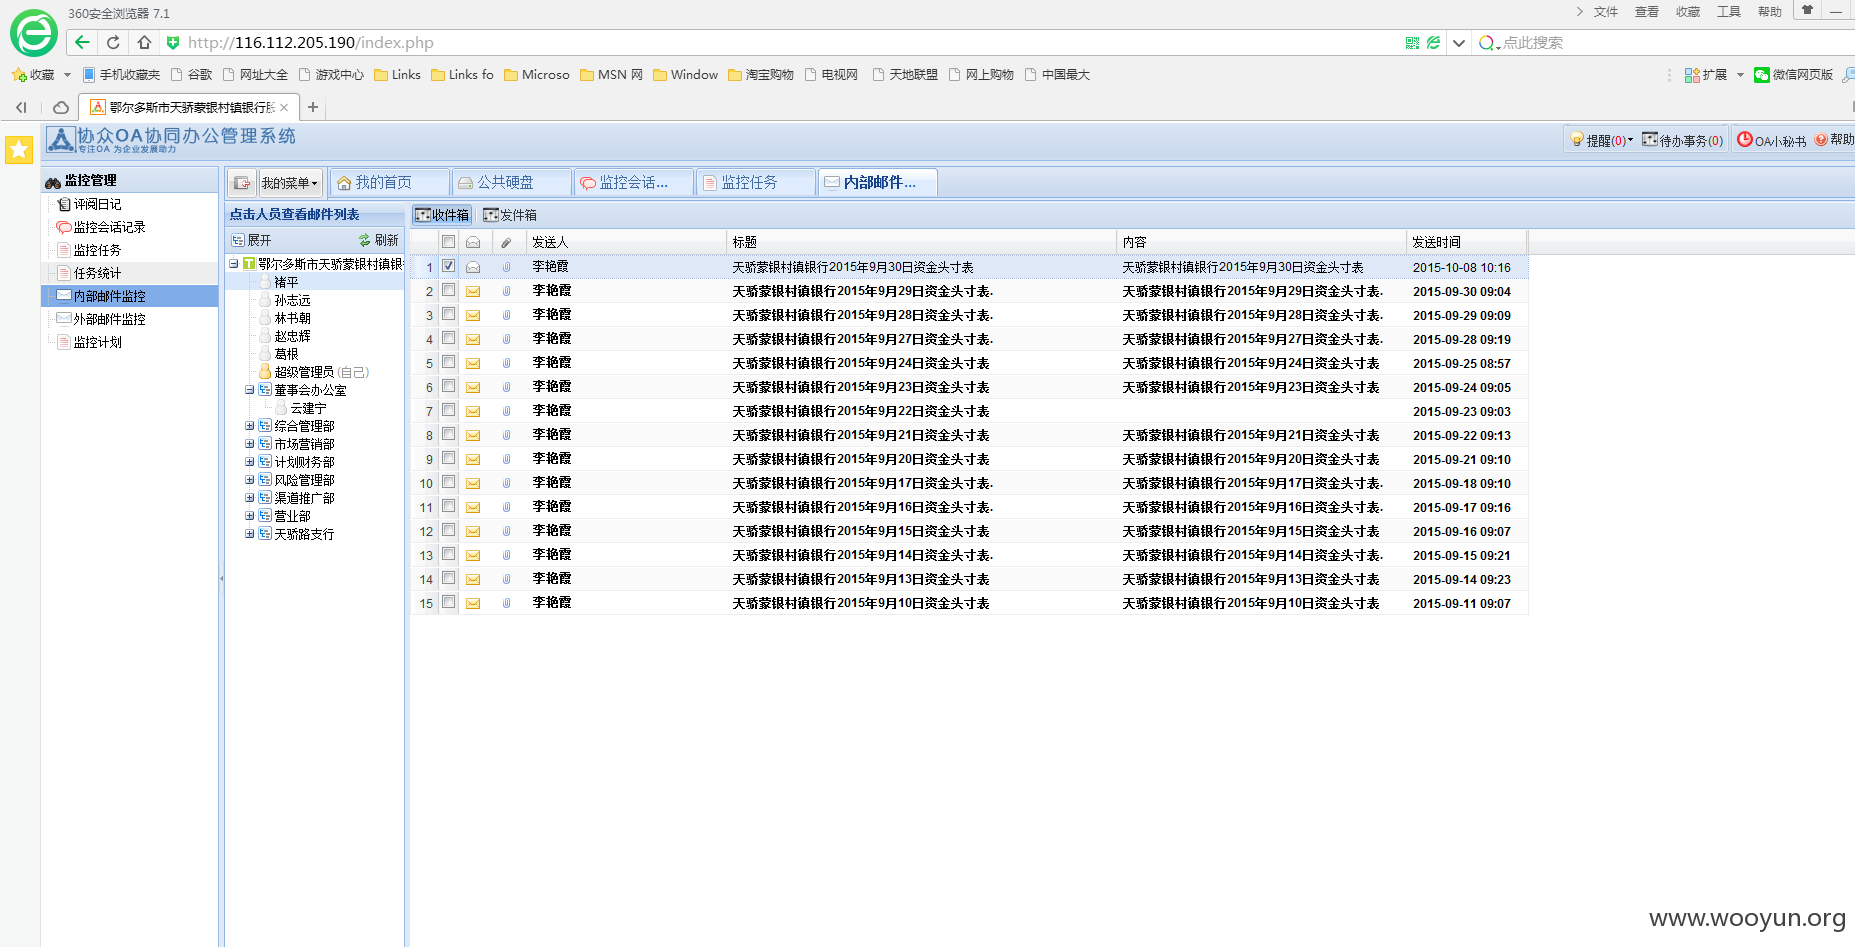 360安全浏览器 7.1
文件 查看 收藏 工具 帮助
http://116.112.205.190/index.php
点此搜索
收藏 手机收藏夹 谷歌 网址大全 游戏中心 Links Links fo Microso MSN 网 Window 淘宝购物 电视网 天地联盟 网上购物 中国最大 扩展 微信网页版
鄂尔多斯市天骄蒙银村镇银行
协众OA协同办公管理系统
专注OA 为企业发展助力
提醒(0) 待办事务(0) OA小秘书 帮助
监控管理
评阅日记
监控会话记录
监控任务
任务统计
内部邮件监控
外部邮件监控
监控计划
我的菜单 我的首页 公共硬盘 监控会话... 监控任务 内部邮件...
点击人员查看邮件列表
展开 刷新
鄂尔多斯市天骄蒙银村镇银
褚平
孙志远
林书朝
赵忠辉
葛根
超级管理员(自己)
董事会办公室
云建宁
综合管理部
市场营销部
计划财务部
风险管理部
渠道推广部
营业部
天骄路支行
收件箱 发件箱
发送人 标题 内容 发送时间
1 李艳霞 天骄蒙银村镇银行2015年9月30日资金头寸表 天骄蒙银村镇银行2015年9月30日资金头寸表 2015-10-08 10:16
2 李艳霞 天骄蒙银村镇银行2015年9月29日资金头寸表. 天骄蒙银村镇银行2015年9月29日资金头寸表. 2015-09-30 09:04
3 李艳霞 天骄蒙银村镇银行2015年9月28日资金头寸表. 天骄蒙银村镇银行2015年9月28日资金头寸表. 2015-09-29 09:09
4 李艳霞 天骄蒙银村镇银行2015年9月27日资金头寸表. 天骄蒙银村镇银行2015年9月27日资金头寸表. 2015-09-28 09:19
5 李艳霞 天骄蒙银村镇银行2015年9月24日资金头寸表 天骄蒙银村镇银行2015年9月24日资金头寸表 2015-09-25 08:57
6 李艳霞 天骄蒙银村镇银行2015年9月23日资金头寸表 天骄蒙银村镇银行2015年9月23日资金头寸表 2015-09-24 09:05
7 李艳霞 天骄蒙银村镇银行2015年9月22日资金头寸表 2015-09-23 09:03
8 李艳霞 天骄蒙银村镇银行2015年9月21日资金头寸表 天骄蒙银村镇银行2015年9月21日资金头寸表 2015-09-22 09:13
9 李艳霞 天骄蒙银村镇银行2015年9月20日资金头寸表 天骄蒙银村镇银行2015年9月20日资金头寸表 2015-09-21 09:10
10 李艳霞 天骄蒙银村镇银行2015年9月17日资金头寸表 天骄蒙银村镇银行2015年9月17日资金头寸表 2015-09-18 09:10
11 李艳霞 天骄蒙银村镇银行2015年9月16日资金头寸表 天骄蒙银村镇银行2015年9月16日资金头寸表 2015-09-17 09:16
12 李艳霞 天骄蒙银村镇银行2015年9月15日资金头寸表 天骄蒙银村镇银行2015年9月15日资金头寸表 2015-09-16 09:07
13 李艳霞 天骄蒙银村镇银行2015年9月14日资金头寸表. 天骄蒙银村镇银行2015年9月14日资金头寸表. 2015-09-15 09:21
14 李艳霞 天骄蒙银村镇银行2015年9月13日资金头寸表 天骄蒙银村镇银行2015年9月13日资金头寸表 2015-09-14 09:23
15 李艳霞 天骄蒙银村镇银行2015年9月10日资金头寸表 天骄蒙银村镇银行2015年9月10日资金头寸表 2015-09-11 09:07
www.wooyun.org